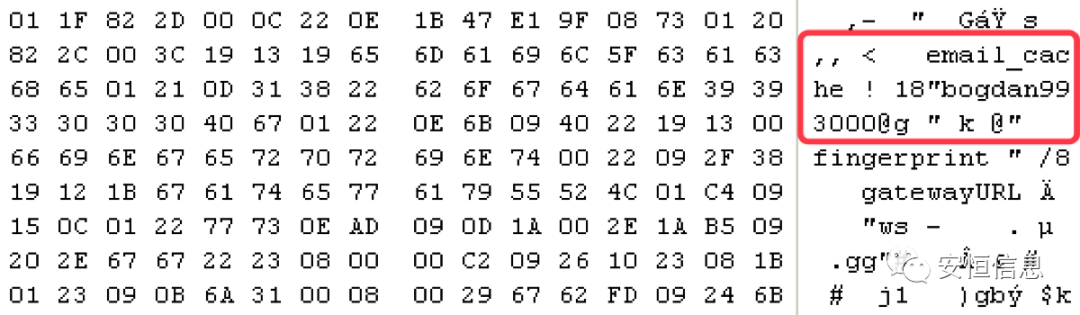 01 1F 82 2D 00 0C 22 0E 1B 47 E1 9F 08 73 01 20 ,- " GáŸ s
82 2C 00 3C 19 13 19 65 6D 61 69 6C 5F 63 61 63 ,, < email_cac
68 65 01 21 0D 31 38 22 62 6F 67 64 61 6E 39 39 he ! 18"bogdan99
33 30 30 30 40 67 01 22 0E 6B 09 40 22 19 13 00 3000@g " k @"
66 69 6E 67 65 72 70 72 69 6E 74 00 22 09 2F 38 fingerprint " /8
19 12 1B 67 61 74 65 77 61 79 55 52 4C 01 C4 09 gatewayURL Ä
15 0C 01 22 77 73 0E AD 09 0D 1A 00 2E 1A B5 09 "ws - . µ
20 2E 67 67 22 23 08 00 00 C2 09 26 10 23 08 1B .gg"# Â & #
01 23 09 0B 6A 31 00 08 00 29 67 62 FD 09 24 6B # j1 )gbý $k
安恒信息